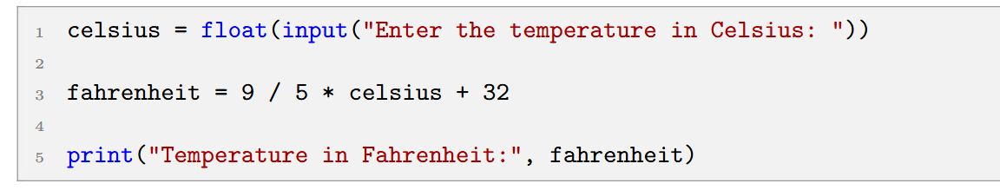 1 celsius = float(input("Enter the temperature in Celsius: "))
2
3 fahrenheit = 9 / 5 * celsius + 32
4
5 print("Temperature in Fahrenheit:", fahrenheit)